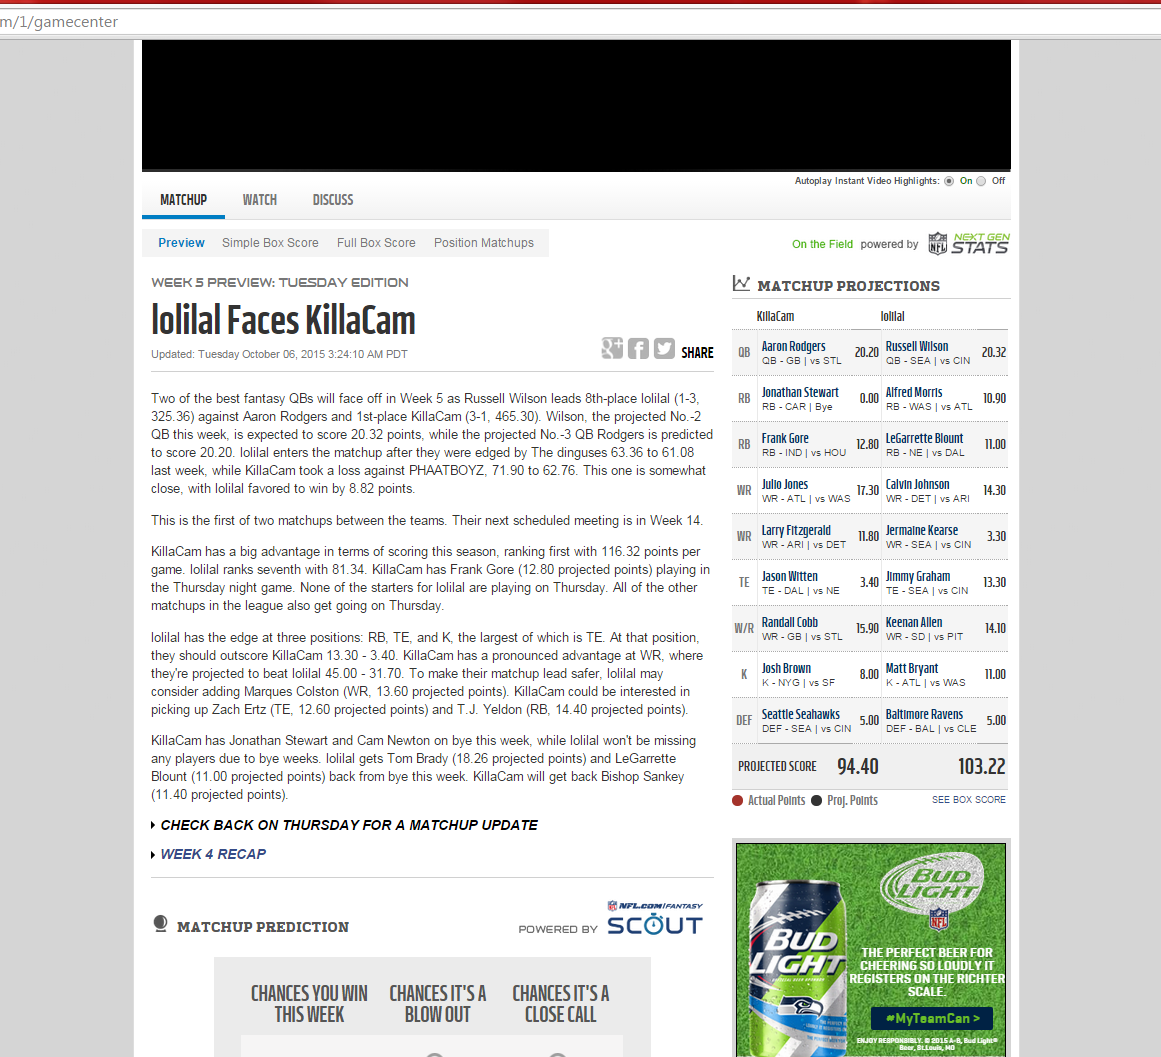 m/1/gamecenter
Autoplay Instant Video Highlights: On Off
MATCHUP WATCH DISCUSS
Preview Simple Box Score Full Box Score Position Matchups
On the Field powered by NFL NEXT GEN STATS
WEEK 5 PREVIEW: TUESDAY EDITION
lolilal Faces KillaCam
Updated: Tuesday October 06, 2015 3:24:10 AM PDT
g+ f SHARE
Two of the best fantasy QBs will face off in Week 5 as Russell Wilson leads 8th-place lolilal (1-3,
325.36) against Aaron Rodgers and 1st-place KillaCam (3-1, 465.30). Wilson, the projected No.-2
QB this week, is expected to score 20.32 points, while the projected No.-3 QB Rodgers is predicted
to score 20.20. lolilal enters the matchup after they were edged by The dinguses 63.36 to 61.08
last week, while KillaCam took a loss against PHAATBOYZ, 71.90 to 62.76. This one is somewhat
close, with lolilal favored to win by 8.82 points.
This is the first of two matchups between the teams. Their next scheduled meeting is in Week 14.
KillaCam has a big advantage in terms of scoring this season, ranking first with 116.32 points per
game. lolilal ranks seventh with 81.34. KillaCam has Frank Gore (12.80 projected points) playing in
the Thursday night game. None of the starters for lolilal are playing on Thursday. All of the other
matchups in the league also get going on Thursday.
lolilal has the edge at three positions: RB, TE, and K, the largest of which is TE. At that position,
they should outscore KillaCam 13.30 - 3.40. KillaCam has a pronounced advantage at WR, where
they're projected to beat lolilal 45.00 - 31.70. To make their matchup lead safer, lolilal may
consider adding Marques Colston (WR, 13.60 projected points). KillaCam could be interested in
picking up Zach Ertz (TE, 12.60 projected points) and T.J. Yeldon (RB, 14.40 projected points).
KillaCam has Jonathan Stewart and Cam Newton on bye this week, while lolilal won't be missing
any players due to bye weeks. lolilal gets Tom Brady (18.26 projected points) and LeGarrette
Blount (11.00 projected points) back from bye this week. KillaCam will get back Bishop Sankey
(11.40 projected points).
CHECK BACK ON THURSDAY FOR A MATCHUP UPDATE
WEEK 4 RECAP
MATCHUP PREDICTION
POWERED BY NFL.COM/FANTASY SCOUT
CHANCES YOU WIN THIS WEEK
CHANCES IT'S A BLOW OUT
CHANCES IT'S A CLOSE CALL
MATCHUP PROJECTIONS
KillaCam lolilal
QB Aaron Rodgers 20.20 Russell Wilson 20.32
QB - GB | vs STL QB - SEA | vs CIN
RB Jonathan Stewart 0.00 Alfred Morris 10.90
RB - CAR | Bye RB - WAS | vs ATL
RB Frank Gore 12.80 LeGarrette Blount 11.00
RB - IND | vs HOU RB - NE | vs DAL
WR Julio Jones 17.30 Calvin Johnson 14.30
WR - ATL | vs WAS WR - DET | vs ARI
WR Larry Fitzgerald 11.80 Jermaine Kearse 3.30
WR - ARI | vs DET WR - SEA | vs CIN
TE Jason Witten 3.40 Jimmy Graham 13.30
TE - DAL | vs NE TE - SEA | vs CIN
W/R Randall Cobb 15.90 Keenan Allen 14.10
WR - GB | vs STL WR - SD | vs PIT
K Josh Brown 8.00 Matt Bryant 11.00
K - NYG | vs SF K - ATL | vs WAS
DEF Seattle Seahawks 5.00 Baltimore Ravens 5.00
DEF - SEA | vs CIN DEF - BAL | vs CLE
PROJECTED SCORE 94.40 103.22
Actual Points Proj. Points SEE BOX SCORE
BUD
LIGHT
NFL
BUD
LIGHT
THE PERFECT BEER FOR
CHEERING SO LOUDLY IT
REGISTERS ON THE RICHTER
SCALE.
#MyTeamCan >
ENJOY RESPONSIBLY. © 2015 A-B, Bud Light®
Beer, St.Louis, MO